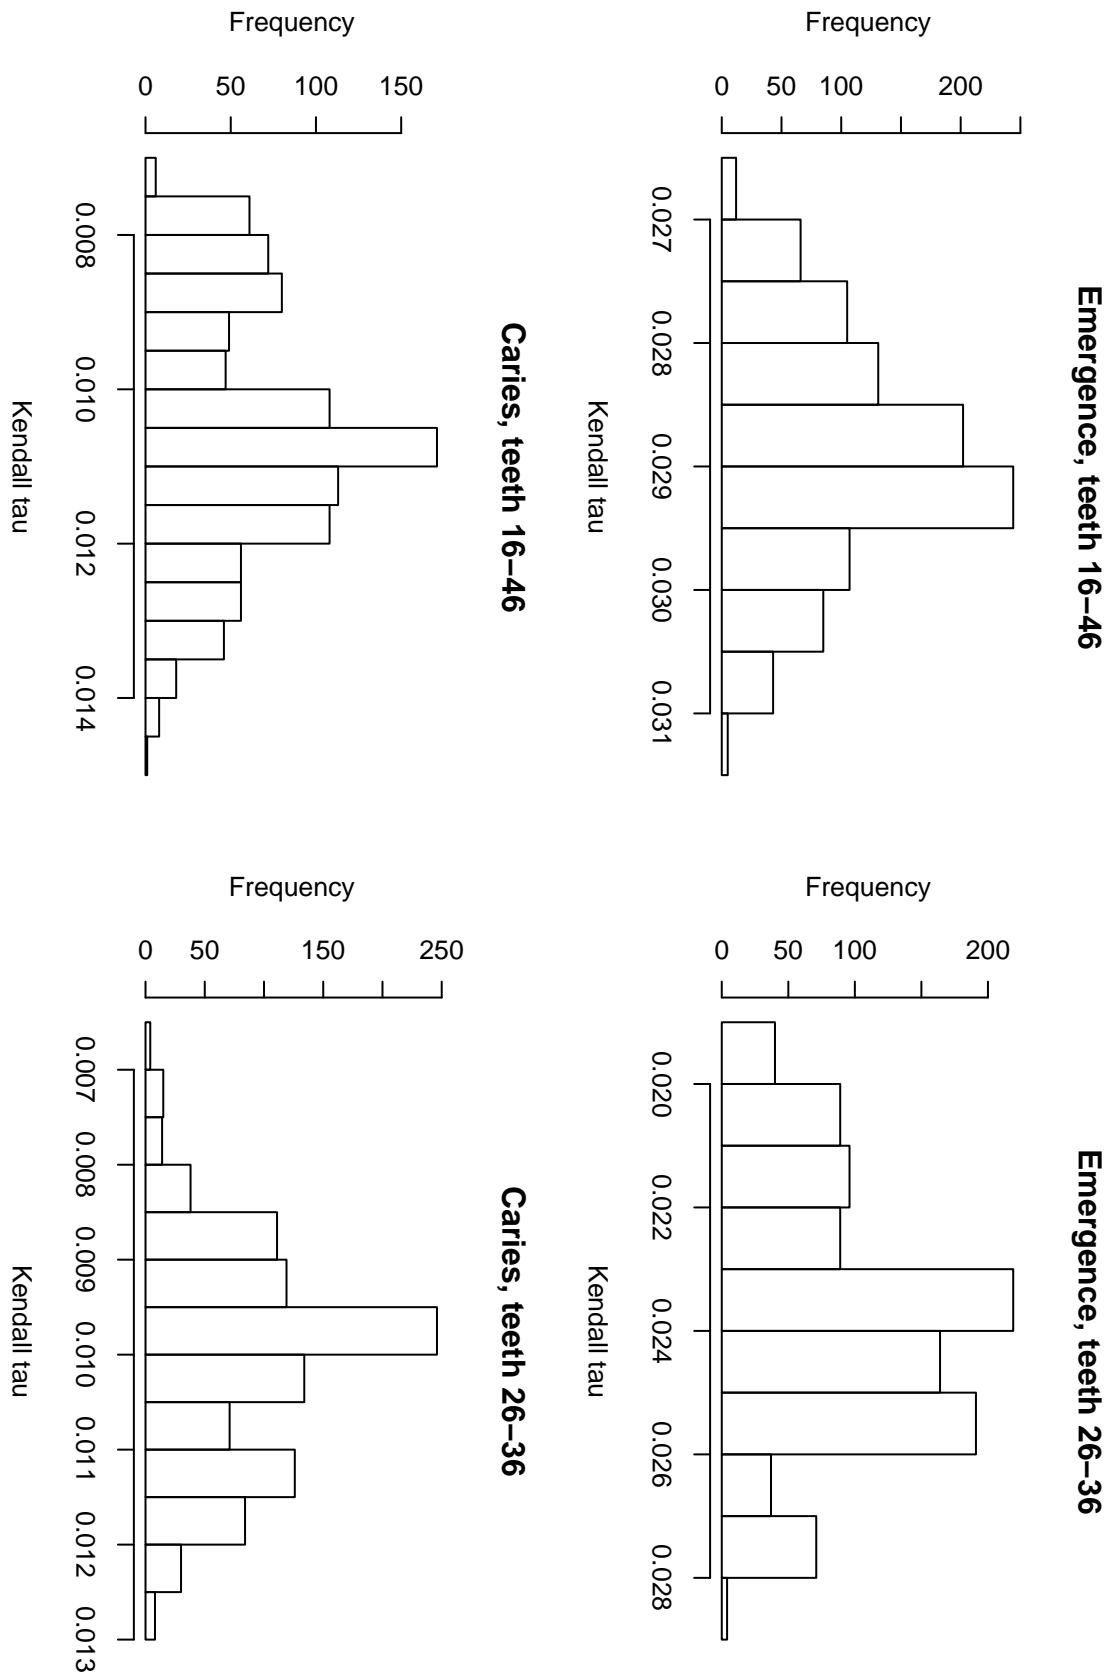 Emergence, teeth 16−46
Frequency
0 50 100 200
0.027 0.028 0.029 0.030 0.031
Kendall tau
Emergence, teeth 26−36
Frequency
0 50 100 200
0.020 0.022 0.024 0.026 0.028
Kendall tau
Caries, teeth 16−46
Frequency
0 50 100 150
0.008 0.010 0.012 0.014
Kendall tau
Caries, teeth 26−36
Frequency
0 50 150 250
0.007 0.008 0.009 0.010 0.011 0.012 0.013
Kendall tau